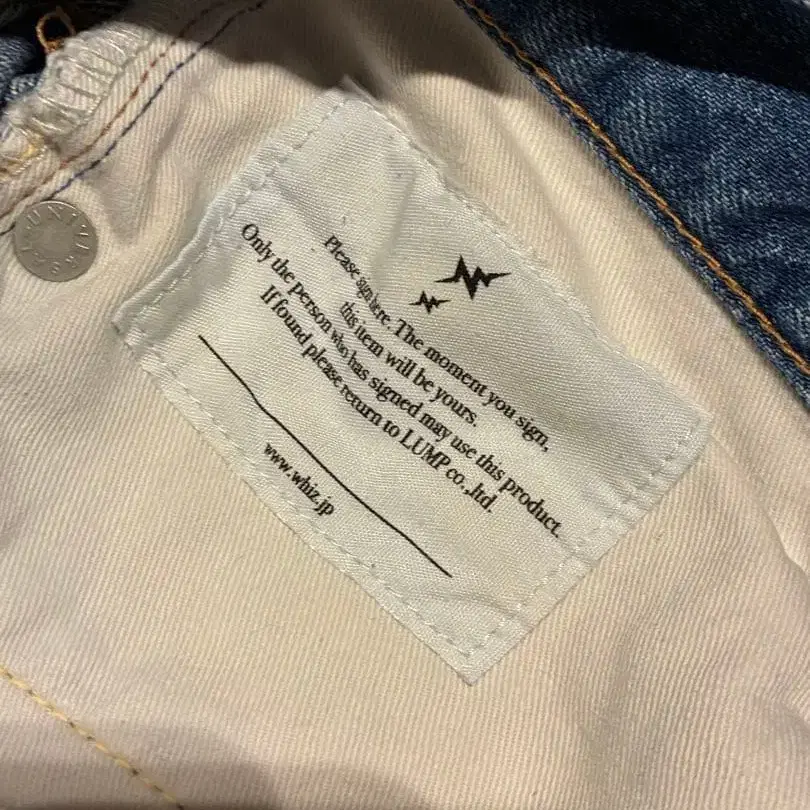 Please sign here. The moment you sign,
this item will be yours.
Only the person who has signed may use this product.
If found please return to LUMP co.,ltd.
www.whiz.jp